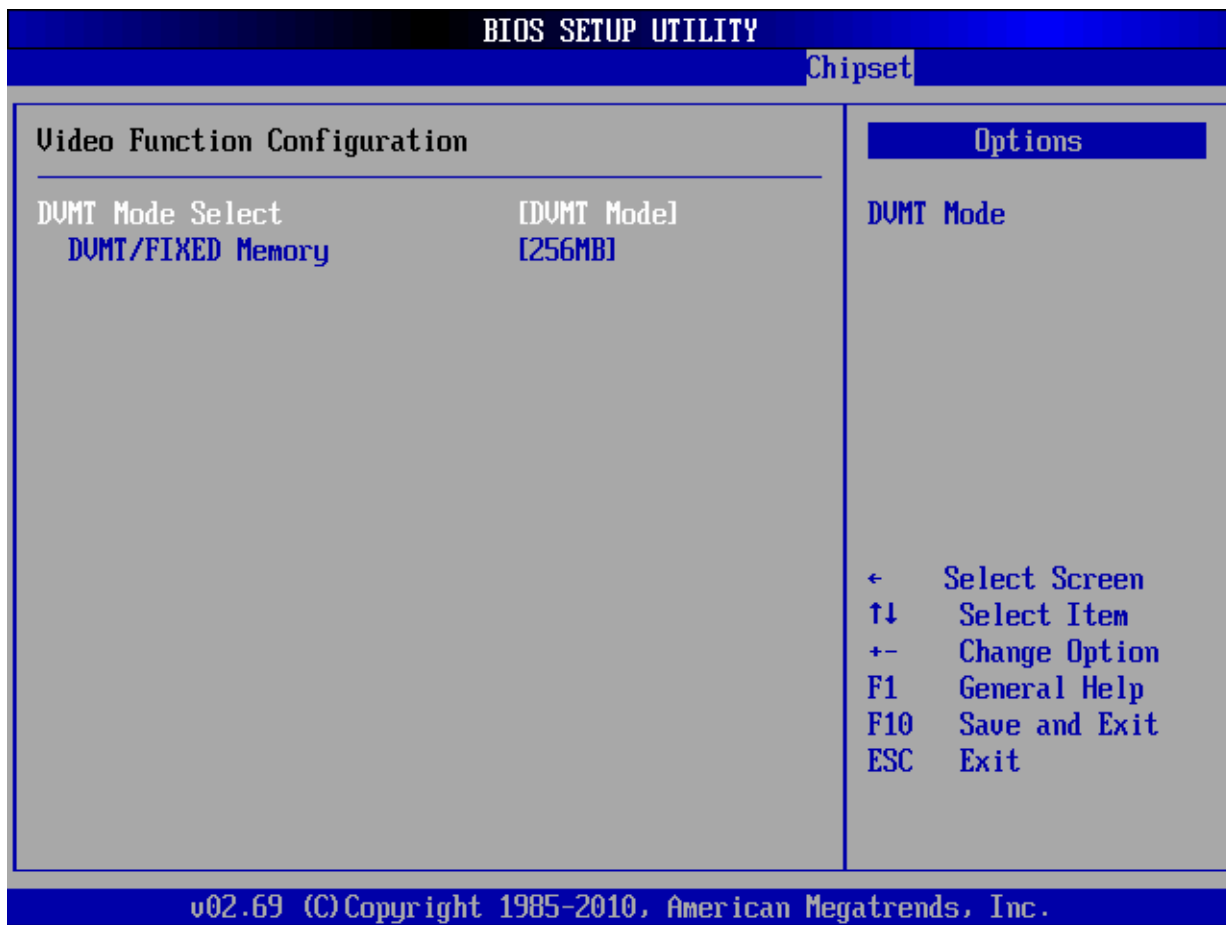 BIOS SETUP UTILITY
Chipset
Video Function Configuration
DVMT Mode Select [DVMT Mode]
DVMT/FIXED Memory [256MB]
Options
DVMT Mode
← Select Screen
↑↓ Select Item
+- Change Option
F1 General Help
F10 Save and Exit
ESC Exit
v02.69 (C)Copyright 1985-2010, American Megatrends, Inc.